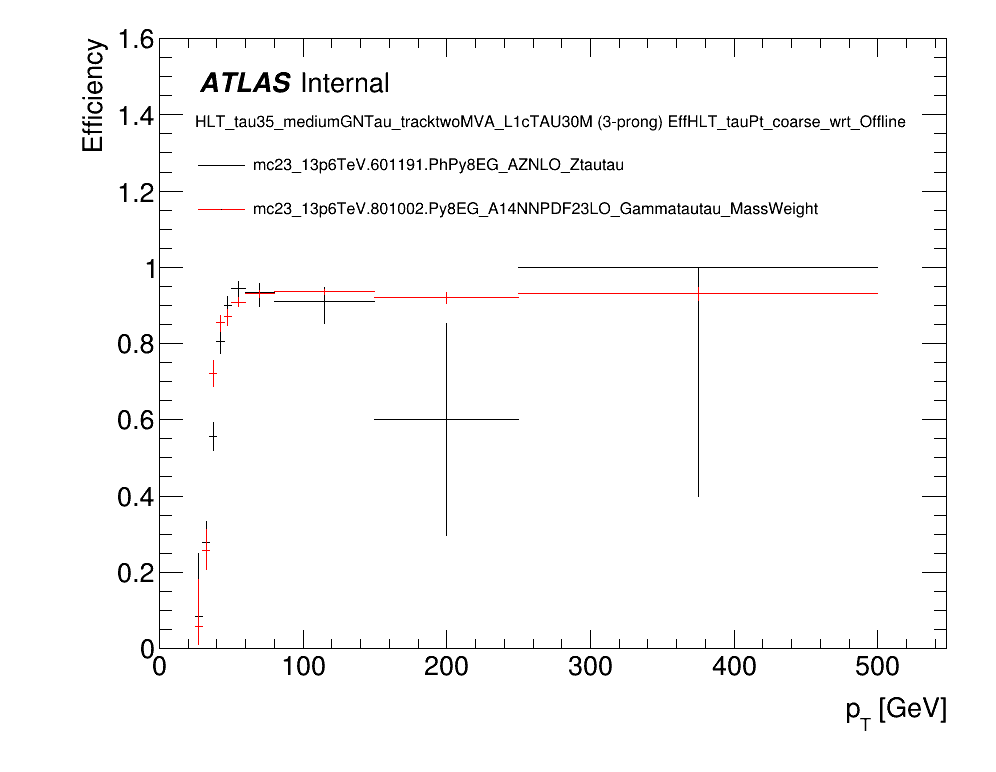 Efficiency
1.6
1.4
1.2
1
0.8
0.6
0.4
0.2
0
ATLAS Internal
HLT_tau35_mediumGNTau_tracktwoMVA_L1cTAU30M (3-prong) EffHLT_tauPt_coarse_wrt_Offline
mc23_13p6TeV.601191.PhPy8EG_AZNLO_Ztautau
mc23_13p6TeV.801002.Py8EG_A14NNPDF23LO_Gammatautau_MassWeight
0 100 200 300 400 500
pT [GeV]